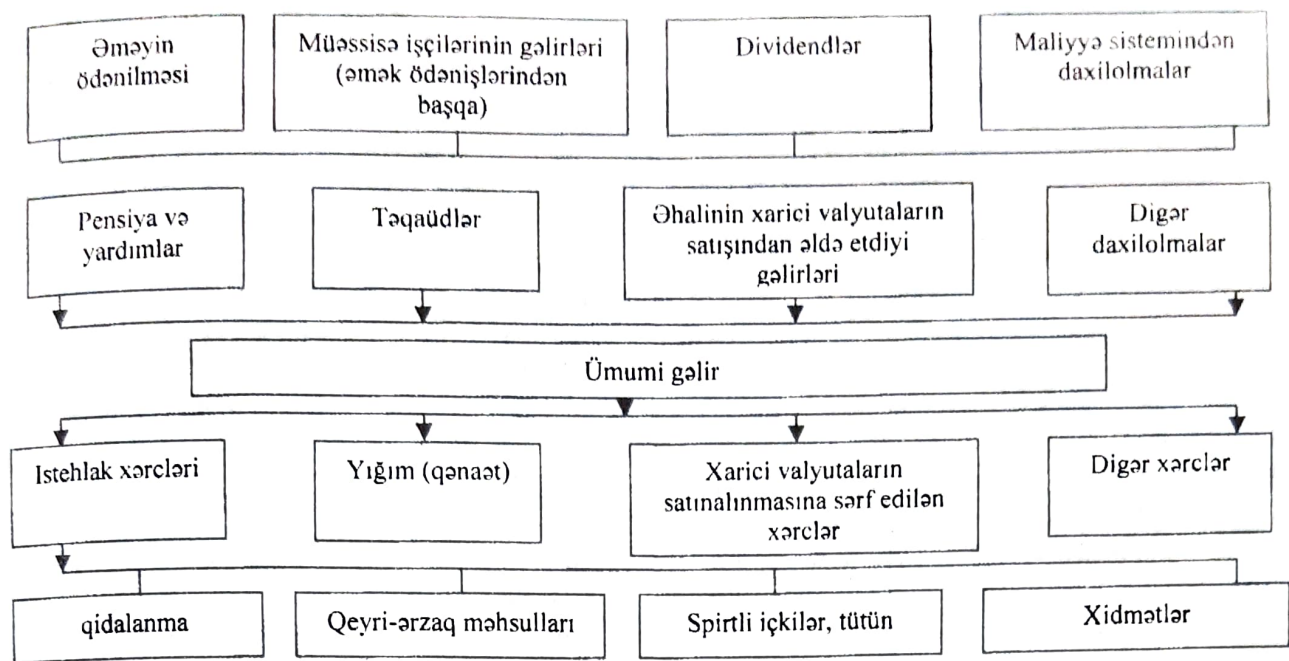 Əməyin
ödənilməsi
Müəssisə işçilərinin gəlirləri
(əmək ödənişlərindən
başqa)
Dividendlər
Maliyyə sistemindən
daxilolmalar
Pensiya və
yardımlar
Təqaüdlər
Əhalinin xarici valyutaların
satışından əldə etdiyi
gəlirləri
Digər
daxilolmalar
Ümumi gəlir
Istehlak xərcləri
Yığım (qənaət)
Xarici valyutaların
satınalınmasına sərf edilən
xərclər
Digər xərclər
qidalanma
Qeyri-ərzaq məhsulları
Spirtli içkilər, tütün
Xidmətlər